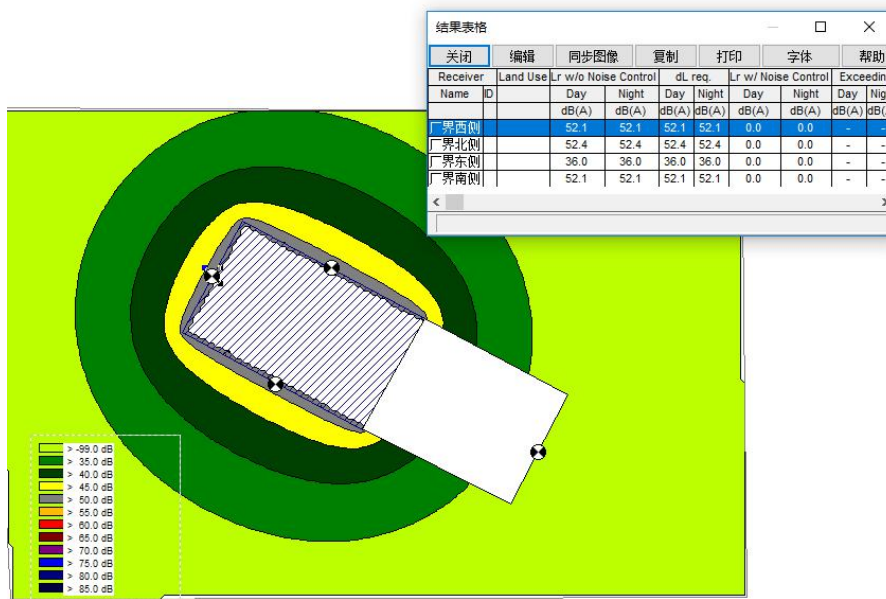 结果表格
关闭 编辑 同步图像 复制 打印 字体 帮助
Receiver Land Use Lr w/o Noise Control dL req. Lr w/ Noise Control Exceedin
Name ID Day Night Day Night Day Night Day Nig
dB(A) dB(A) dB(A) dB(A) dB(A) dB(A) dB(A) dB(
厂界西侧 52.1 52.1 52.1 52.1 0.0 0.0 - -
厂界北侧 52.4 52.4 52.4 52.4 0.0 0.0 - -
厂界东侧 36.0 36.0 36.0 36.0 0.0 0.0 - -
厂界南侧 52.1 52.1 52.1 52.1 0.0 0.0 - -
> -99.0 dB
> 35.0 dB
> 40.0 dB
> 45.0 dB
> 50.0 dB
> 55.0 dB
> 60.0 dB
> 65.0 dB
> 70.0 dB
> 75.0 dB
> 80.0 dB
> 85.0 dB